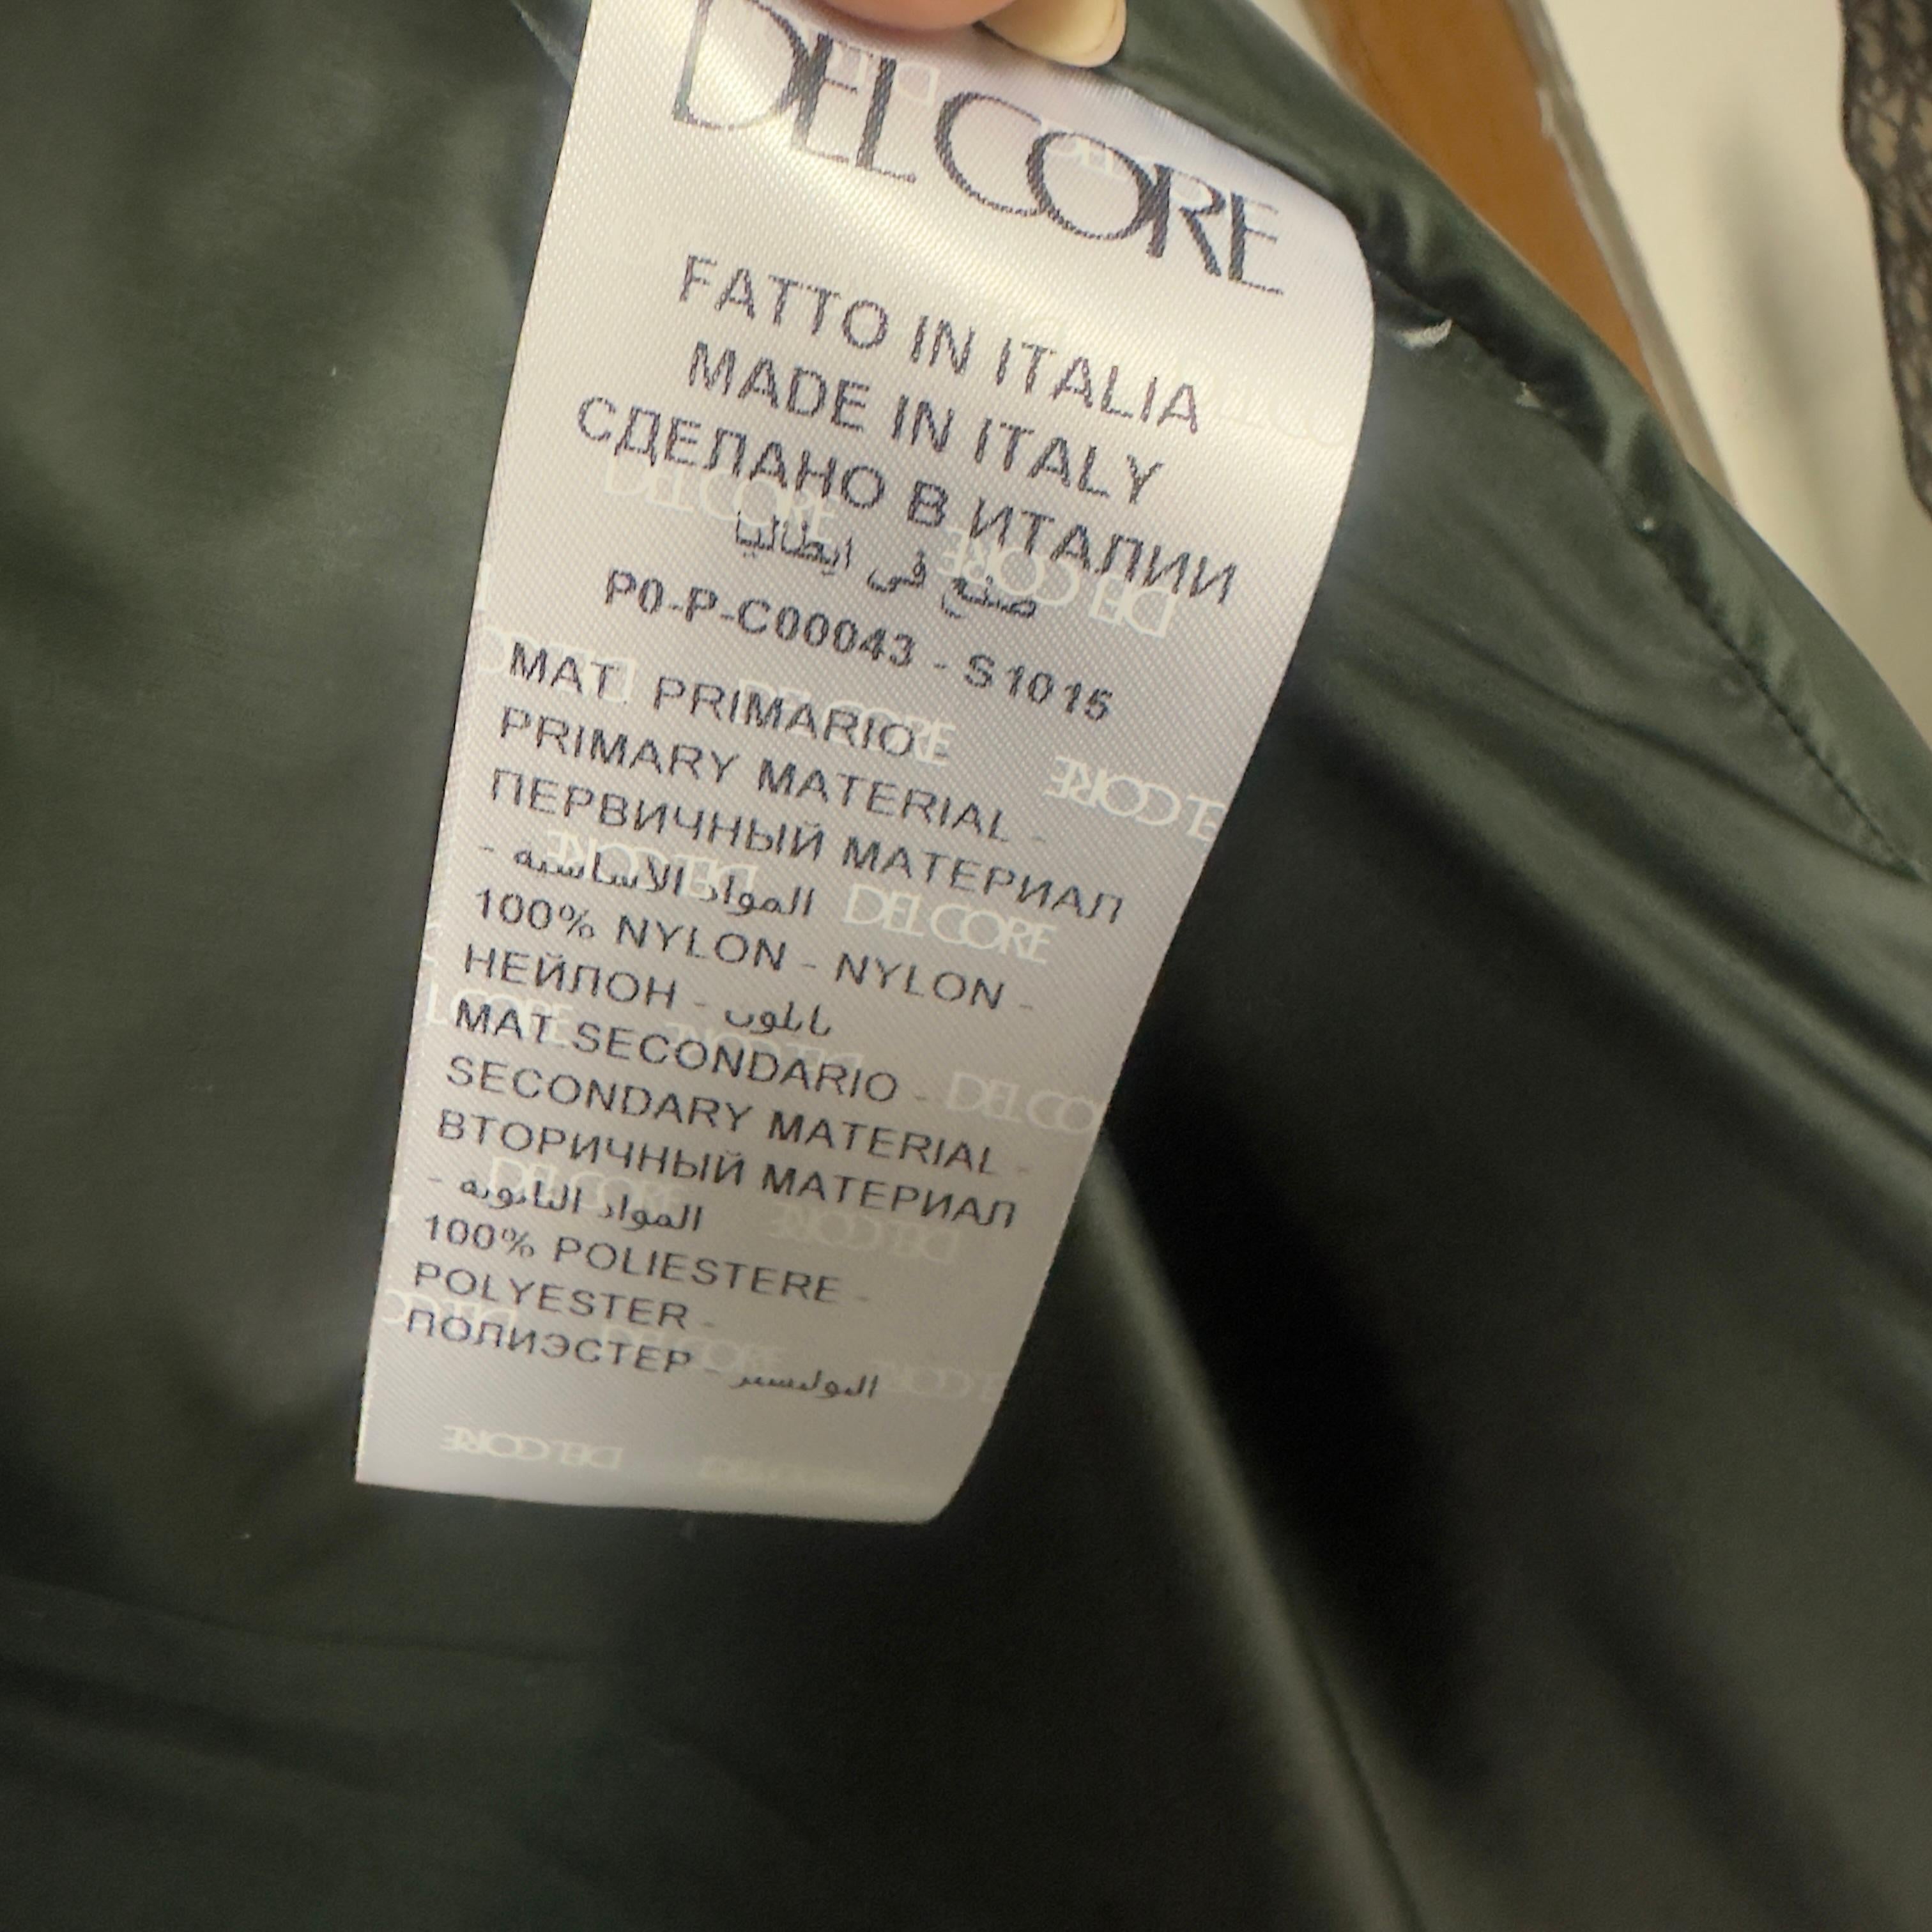 DEL CORE
FATTO IN ITALIA
MADE IN ITALY
СДЕЛАНО В ИТАЛИИ
صنع في ايطاليا
P0-P-C00043 - S1015
MAT. PRIMARIO
PRIMARY MATERIAL -
ПЕРВИЧНЫЙ МАТЕРИАЛ
المواد الاساسية -
100% NYLON - NYLON -
НЕЙЛОН - نايلون
MAT SECONDARIO -
SECONDARY MATERIAL -
ВТОРИЧНЫЙ МАТЕРИАЛ
المواد الثانوية -
100% POLIESTERE -
POLYESTER -
ПОЛИЭСТЕР - البوليستر